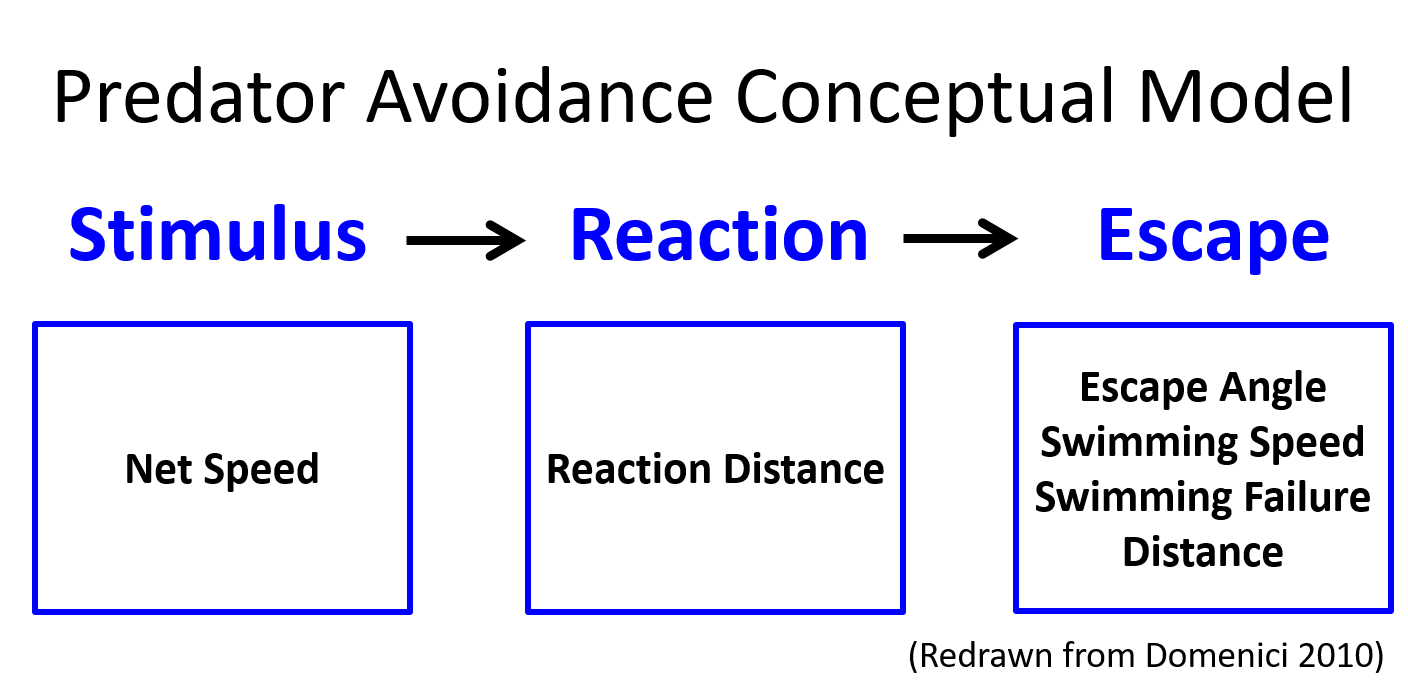 Predator Avoidance Conceptual Model
Stimulus → Reaction → Escape
Net Speed
Reaction Distance
Escape Angle
Swimming Speed
Swimming Failure
Distance
(Redrawn from Domenici 2010)